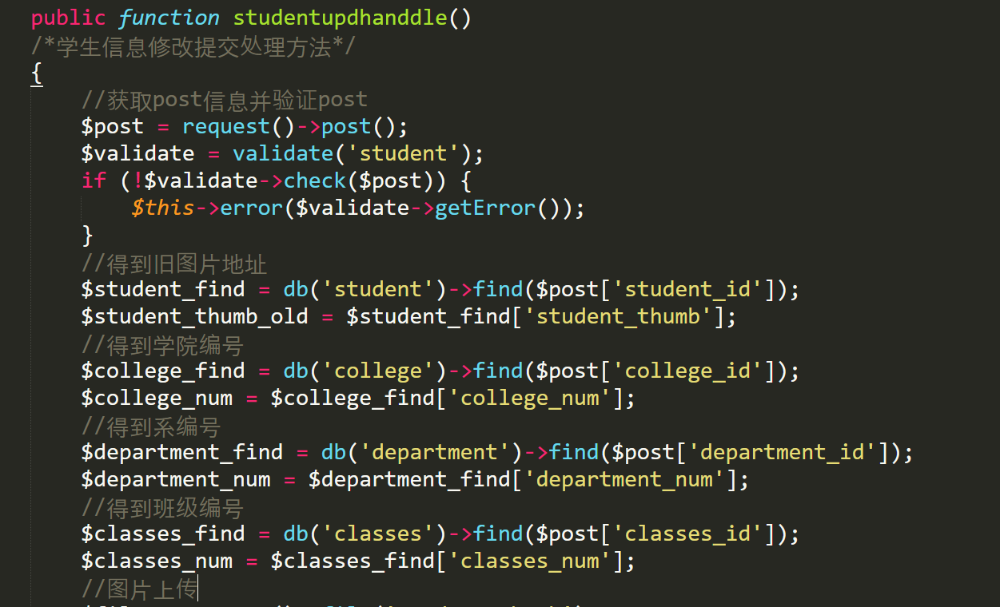 public function studentupdhanddle()
/*学生信息修改提交处理方法*/
{
//获取post信息并验证post
$post = request()->post();
$validate = validate('student');
if (!$validate->check($post)) {
$this->error($validate->getError());
}
//得到旧图片地址
$student_find = db('student')->find($post['student_id']);
$student_thumb_old = $student_find['student_thumb'];
//得到学院编号
$college_find = db('college')->find($post['college_id']);
$college_num = $college_find['college_num'];
//得到系编号
$department_find = db('department')->find($post['department_id']);
$department_num = $department_find['department_num'];
//得到班级编号
$classes_find = db('classes')->find($post['classes_id']);
$classes_num = $classes_find['classes_num'];
//图片上传